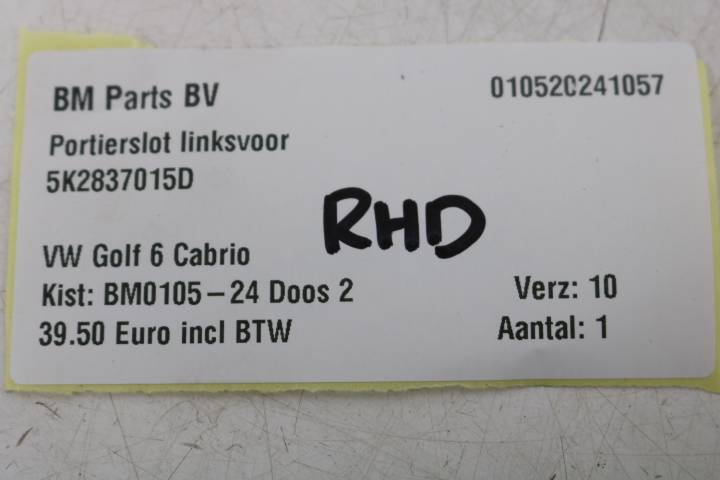 BM Parts BV 010520241057
Portierslot linksvoor
5K2837015D
RHD
VW Golf 6 Cabrio
Kist: BM0105-24 Doos 2 Verz: 10
39.50 Euro incl BTW Aantal: 1